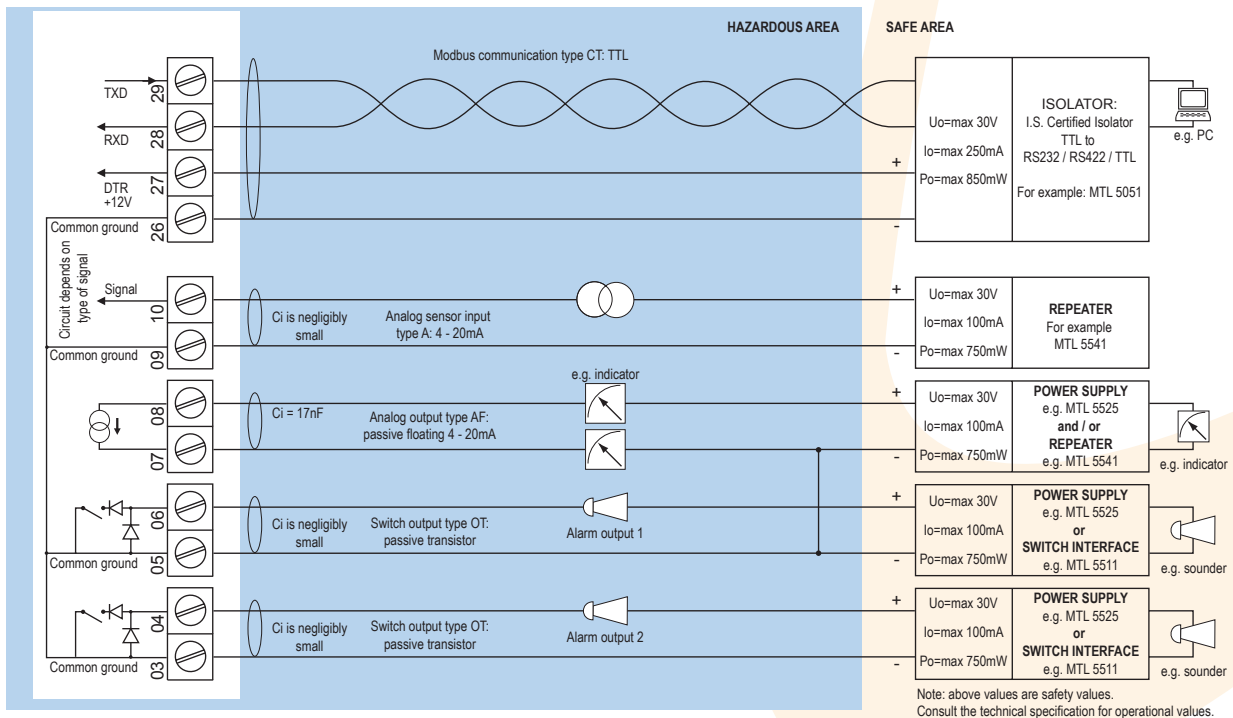 HAZARDOUS AREA
SAFE AREA
Modbus communication type CT: TTL
TXD
29
RXD
28
DTR
+12V
27
Common ground
26
+
-
Uo=max 30V
Io=max 250mA
Po=max 850mW
ISOLATOR:
I.S. Certified Isolator
TTL to
RS232 / RS422 / TTL
For example: MTL 5051
e.g. PC
Circuit depends on
type of signal
Signal
10
Common ground
09
Ci is negligibly
small
Analog sensor input
type A: 4 - 20mA
+
-
Uo=max 30V
Io=max 100mA
Po=max 750mW
REPEATER
For example
MTL 5541
08
07
Ci = 17nF
Analog output type AF:
passive floating 4 - 20mA
e.g. indicator
+
-
Uo=max 30V
Io=max 100mA
Po=max 750mW
POWER SUPPLY
e.g. MTL 5525
and / or
REPEATER
e.g. MTL 5541
e.g. indicator
06
Common ground
05
Ci is negligibly
small
Switch output type OT:
passive transistor
Alarm output 1
+
-
Uo=max 30V
Io=max 100mA
Po=max 750mW
POWER SUPPLY
e.g. MTL 5525
or
SWITCH INTERFACE
e.g. MTL 5511
e.g. sounder
04
Common ground
03
Ci is negligibly
small
Switch output type OT:
passive transistor
Alarm output 2
+
-
Uo=max 30V
Io=max 100mA
Po=max 750mW
POWER SUPPLY
e.g. MTL 5525
or
SWITCH INTERFACE
e.g. MTL 5511
e.g. sounder
Note: above values are safety values.
Consult the technical specification for operational values.